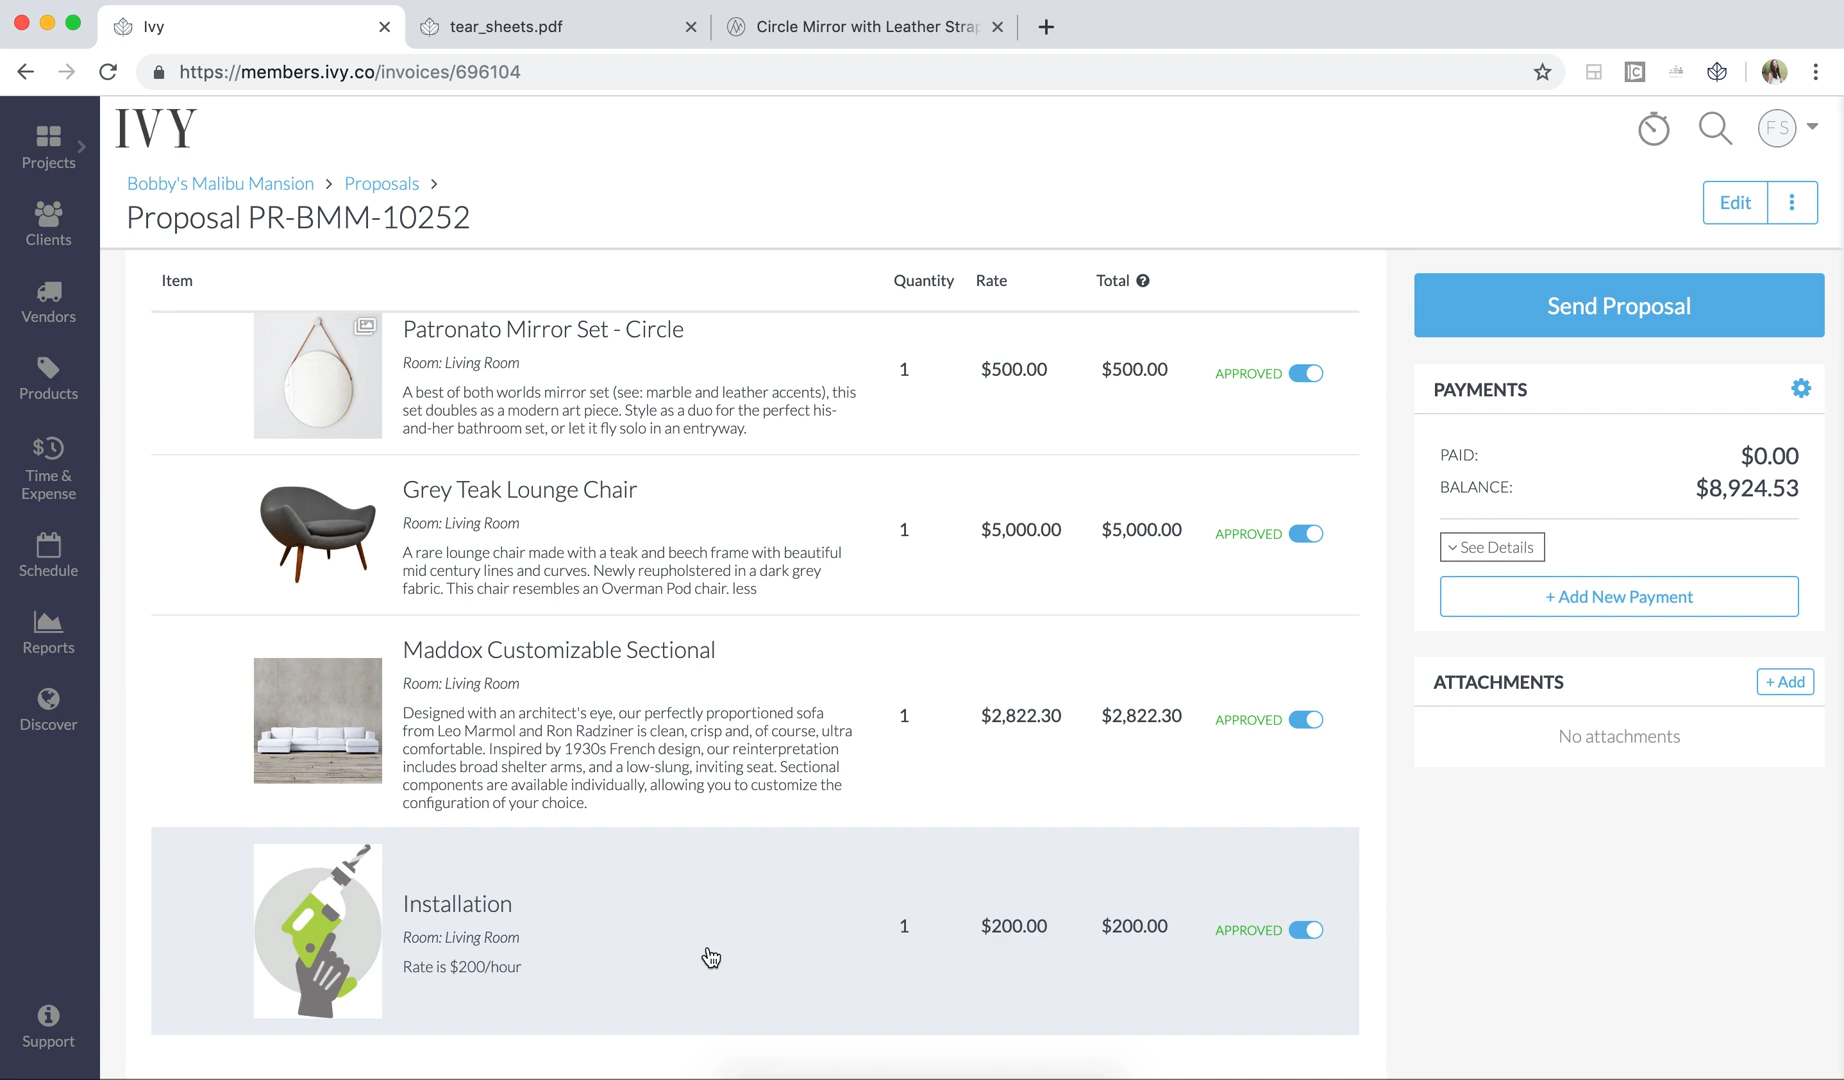 Ivy
tear_sheets.pdf
Circle Mirror with Leather Strap
https://members.ivy.co/invoices/696104
IVY
F S
Projects
Clients
Vendors
Products
Time &
Expense
Schedule
Reports
Discover
Support
Bobby's Malibu Mansion > Proposals >
Proposal PR-BMM-10252
Edit
Item Quantity Rate Total
Patronato Mirror Set - Circle
Room: Living Room
A best of both worlds mirror set (see: marble and leather accents), this
set doubles as a modern art piece. Style as a duo for the perfect his-
and-her bathroom set, or let it fly solo in an entryway.
1 $500.00 $500.00 APPROVED
Grey Teak Lounge Chair
Room: Living Room
A rare lounge chair made with a teak and beech frame with beautiful
mid century lines and curves. Newly reupholstered in a dark grey
fabric. This chair resembles an Overman Pod chair. less
1 $5,000.00 $5,000.00 APPROVED
Maddox Customizable Sectional
Room: Living Room
Designed with an architect's eye, our perfectly proportioned sofa
from Leo Marmol and Ron Radziner is clean, crisp and, of course, ultra
comfortable. Inspired by 1930s French design, our reinterpretation
includes broad shelter arms, and a low-slung, inviting seat. Sectional
components are available individually, allowing you to customize the
configuration of your choice.
1 $2,822.30 $2,822.30 APPROVED
Installation
Room: Living Room
Rate is $200/hour
1 $200.00 $200.00 APPROVED
Send Proposal
PAYMENTS
PAID: $0.00
BALANCE: $8,924.53
See Details
+ Add New Payment
ATTACHMENTS
+ Add
No attachments